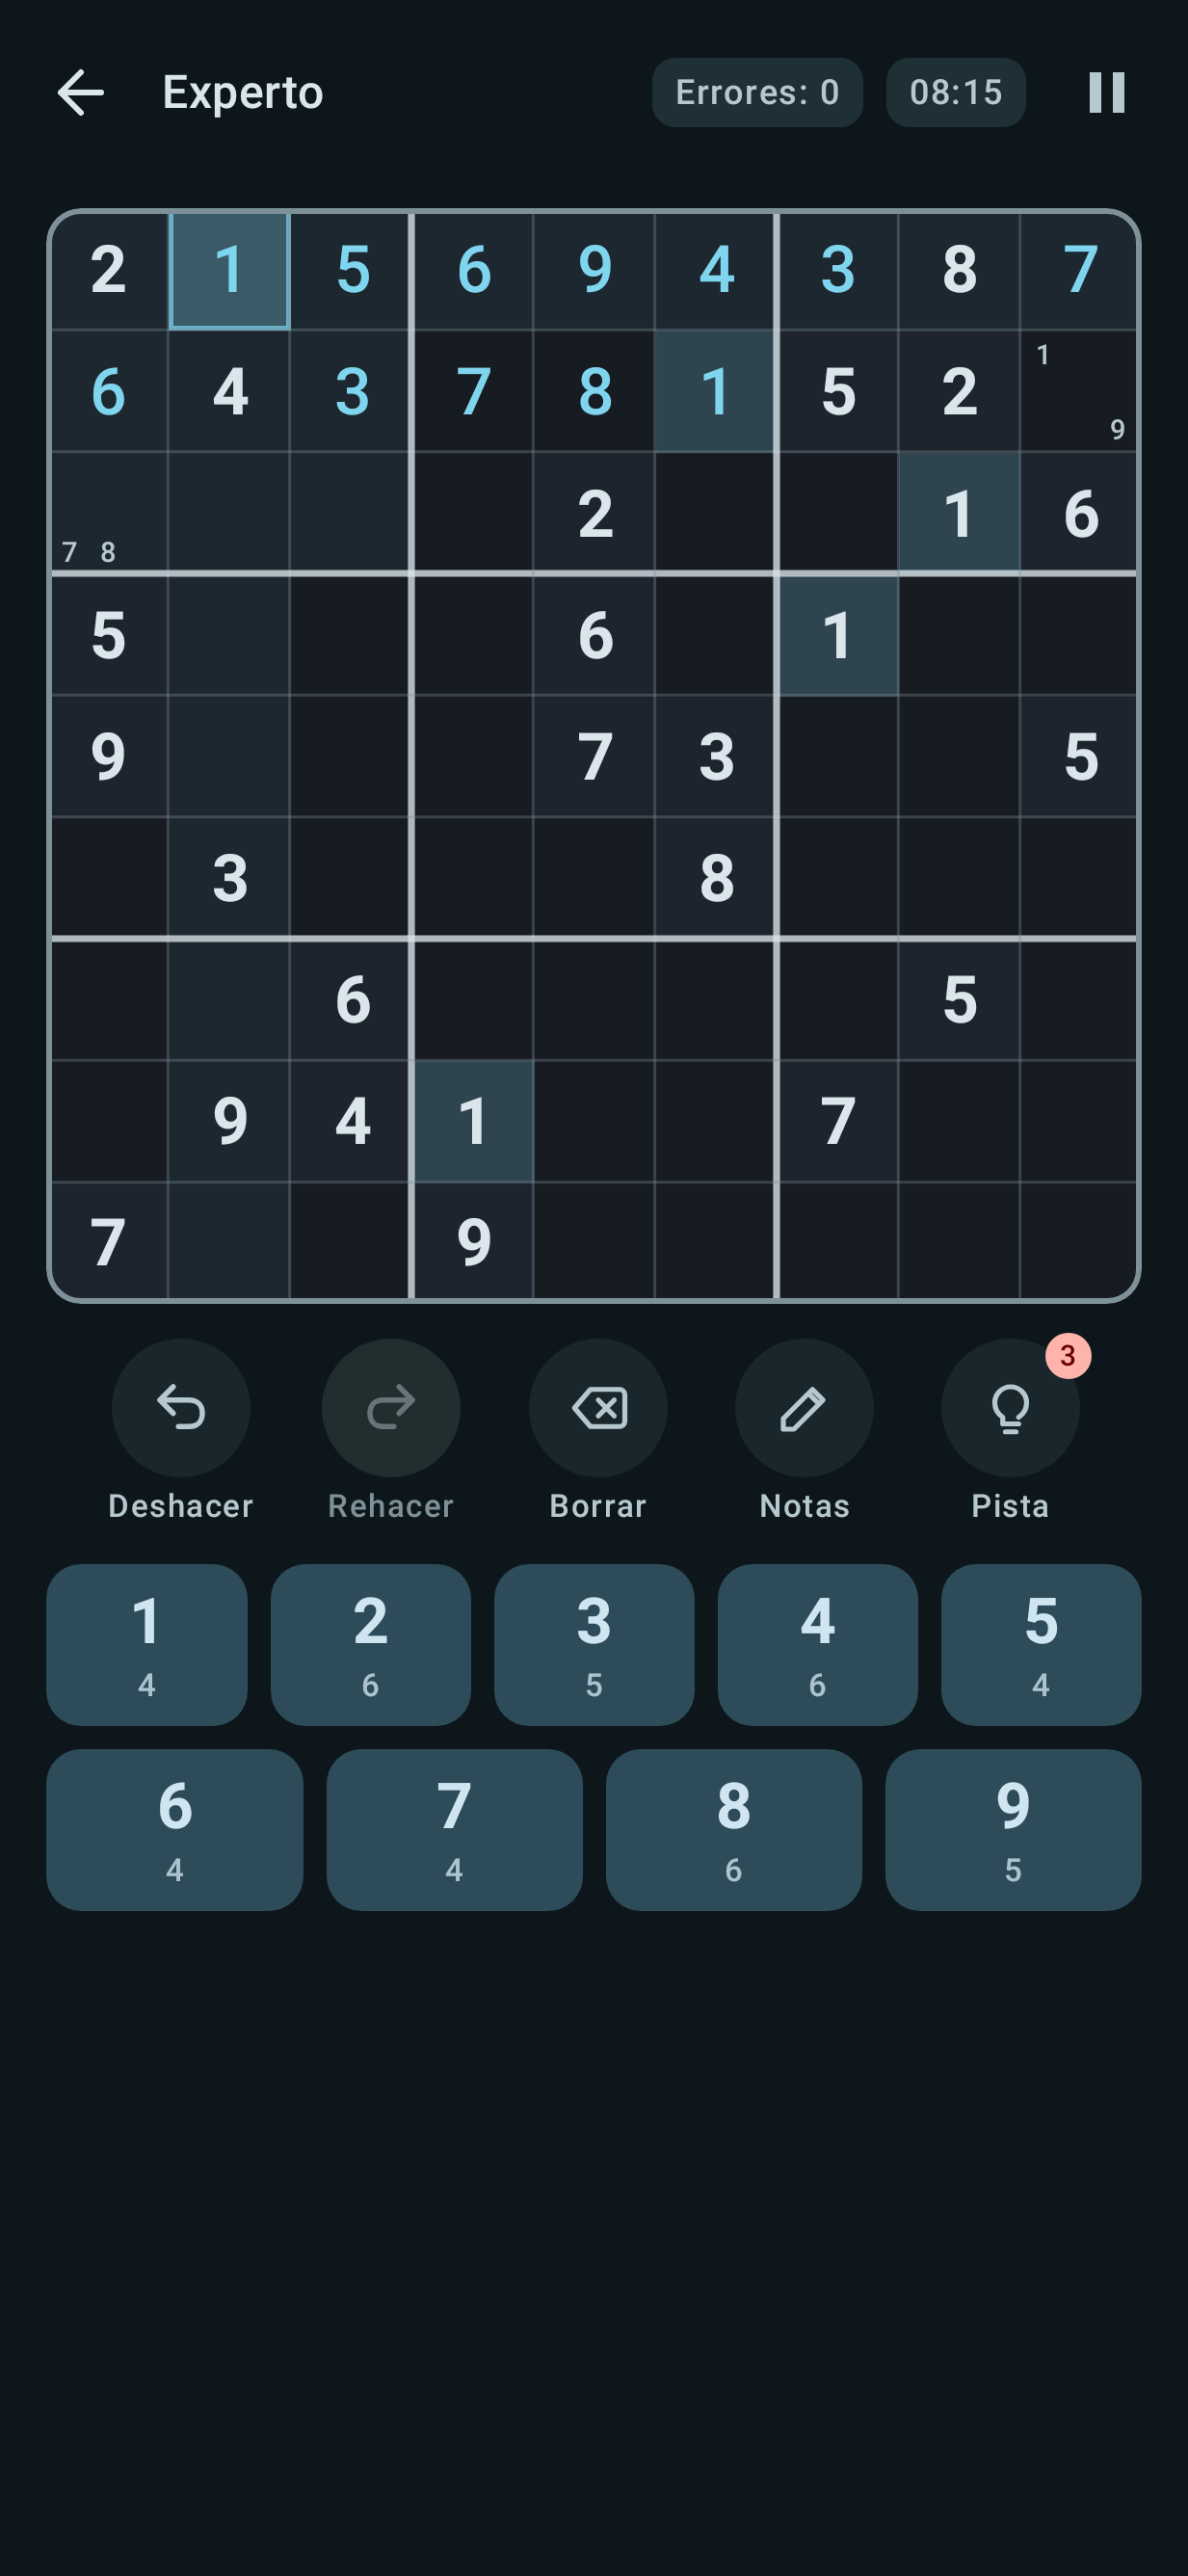 Experto Errores: 0 08:15
2 1 5 6 9 4 3 8 7
6 4 3 7 8 1 5 2 1 9
7 8 2 1 6
5 6 1
9 7 3 5
3 8
6 5
9 4 1 7
7 9
3
Deshacer Rehacer Borrar Notas Pista
1 2 3 4 5
4 6 5 6 4
6 7 8 9
4 4 6 5